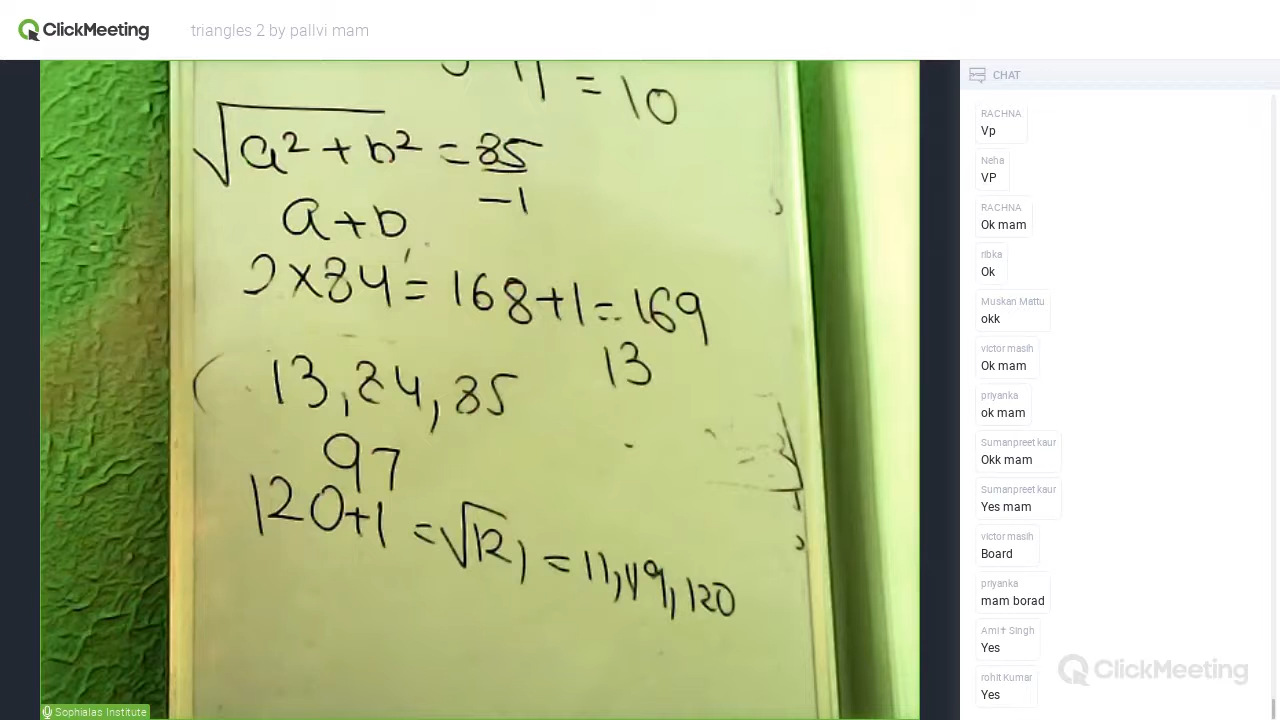 ClickMeeting
triangles 2 by pallvi mam
= 10
√a² + b² = 85
-1
a + b
2 × 84 = 168 + 1 = 169
13
13, 84, 85
97
120 + 1 = √121 = 11, 49, 120
Sophialas Institute
CHAT
RACHNA
Vp
Neha
VP
RACHNA
Ok mam
ribka
Ok
Muskan Mattu
okk
victor masih
Ok mam
priyanka
ok mam
Sumanpreet kaur
Okk mam
Sumanpreet kaur
Yes mam
victor masih
Board
priyanka
mam borad
Ami✝ Singh
Yes
rohit Kumar
Yes
ClickMeeting